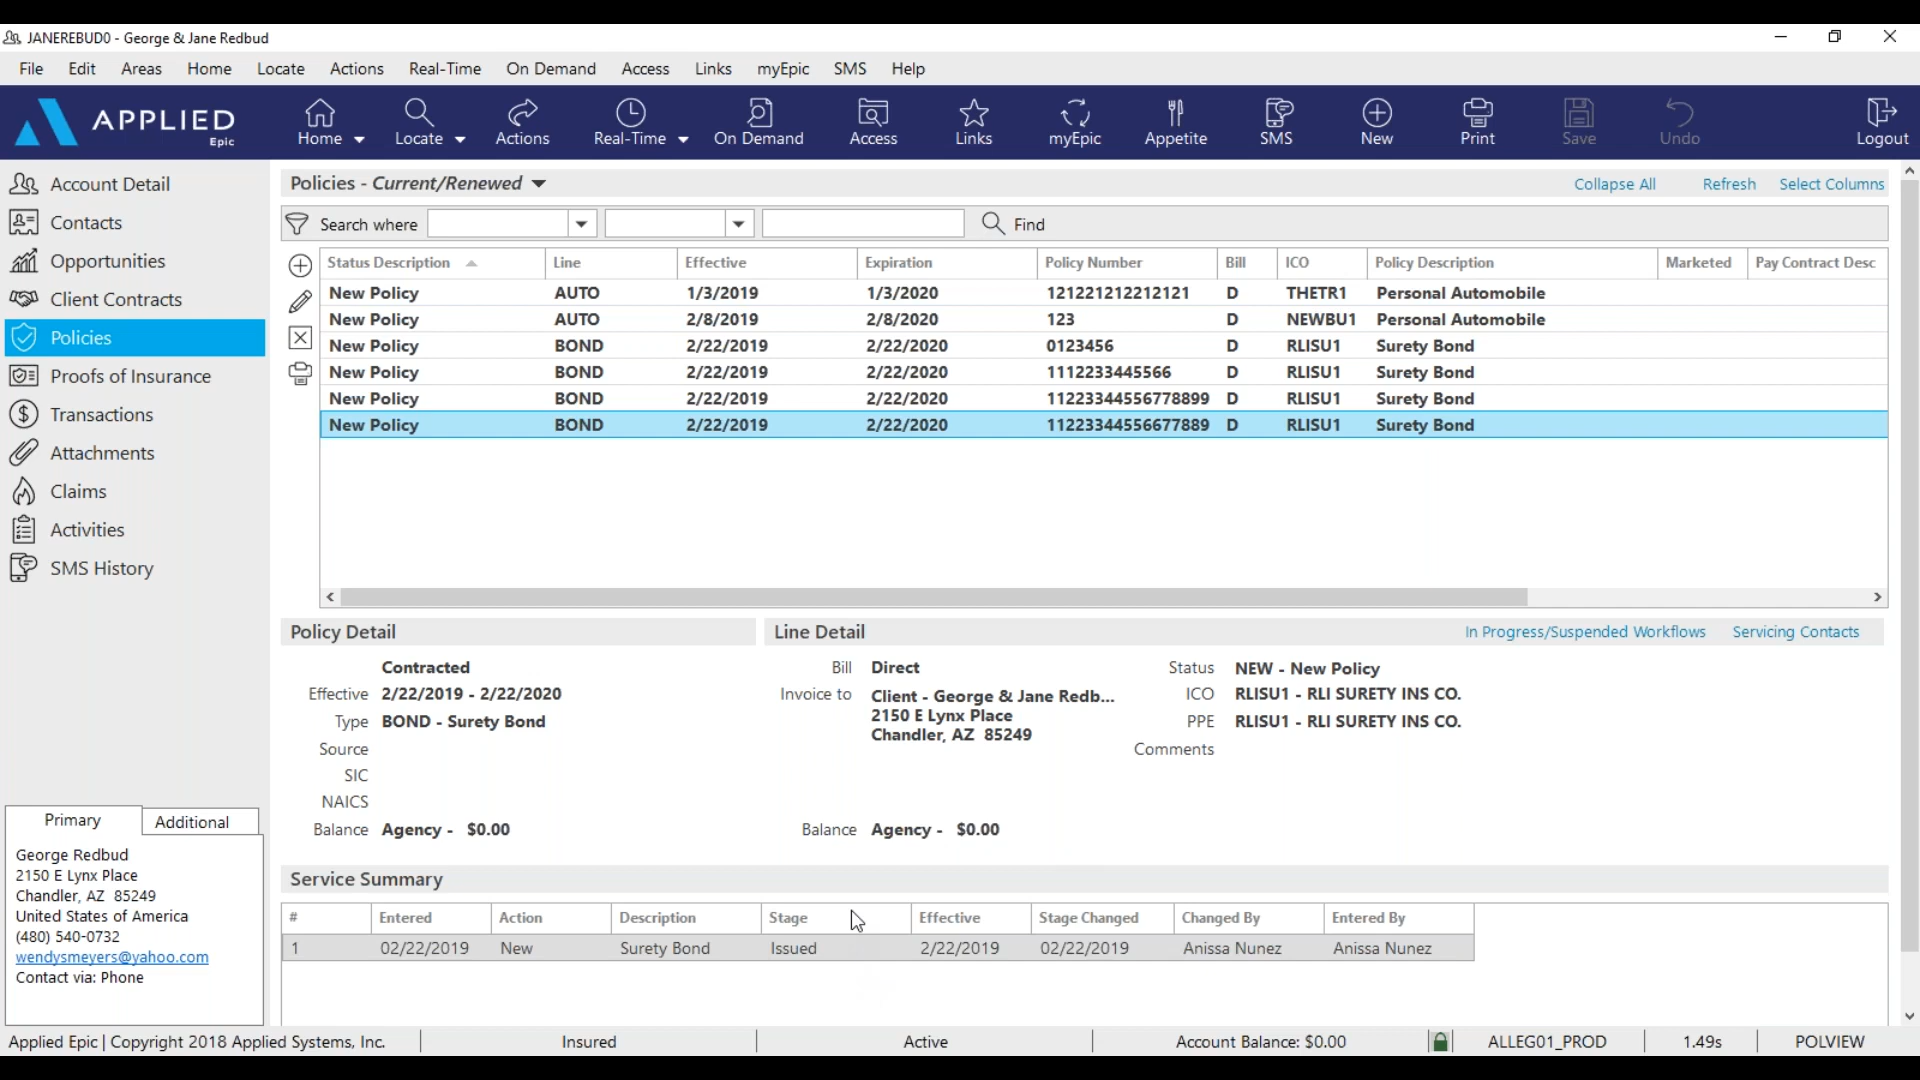 JANEREBUD0 - George & Jane Redbud
File Edit Areas Home Locate Actions Real-Time On Demand Access Links myEpic SMS Help
APPLIED
Epic
Home Locate Actions Real-Time On Demand Access Links myEpic Appetite SMS New Print Save Undo Logout
Account Detail
Contacts
Opportunities
Client Contracts
Policies
Proofs of Insurance
Transactions
Attachments
Claims
Activities
SMS History
Policies - Current/Renewed Collapse All Refresh Select Columns
Search where Find
Status Description Line Effective Expiration Policy Number Bill ICO Policy Description Marketed Pay Contract Desc
New Policy AUTO 1/3/2019 1/3/2020 121221212212121 D THETR1 Personal Automobile
New Policy AUTO 2/8/2019 2/8/2020 123 D NEWBU1 Personal Automobile
New Policy BOND 2/22/2019 2/22/2020 0123456 D RLISU1 Surety Bond
New Policy BOND 2/22/2019 2/22/2020 1112233445566 D RLISU1 Surety Bond
New Policy BOND 2/22/2019 2/22/2020 11223344556778899 D RLISU1 Surety Bond
New Policy BOND 2/22/2019 2/22/2020 11223344556677889 D RLISU1 Surety Bond
Policy Detail
Contracted
Effective 2/22/2019 - 2/22/2020
Type BOND - Surety Bond
Source
SIC
NAICS
Balance Agency - $0.00
Line Detail In Progress/Suspended Workflows Servicing Contacts
Bill Direct
Invoice to Client - George & Jane Redb...
2150 E Lynx Place
Chandler, AZ 85249
Balance Agency - $0.00
Status NEW - New Policy
ICO RLISU1 - RLI SURETY INS CO.
PPE RLISU1 - RLI SURETY INS CO.
Comments
Primary Additional
George Redbud
2150 E Lynx Place
Chandler, AZ 85249
United States of America
(480) 540-0732
wendysmeyers@yahoo.com
Contact via: Phone
Service Summary
# Entered Action Description Stage Effective Stage Changed Changed By Entered By
1 02/22/2019 New Surety Bond Issued 2/22/2019 02/22/2019 Anissa Nunez Anissa Nunez
Applied Epic | Copyright 2018 Applied Systems, Inc. Insured Active Account Balance: $0.00 ALLEG01_PROD 1.49s POLVIEW